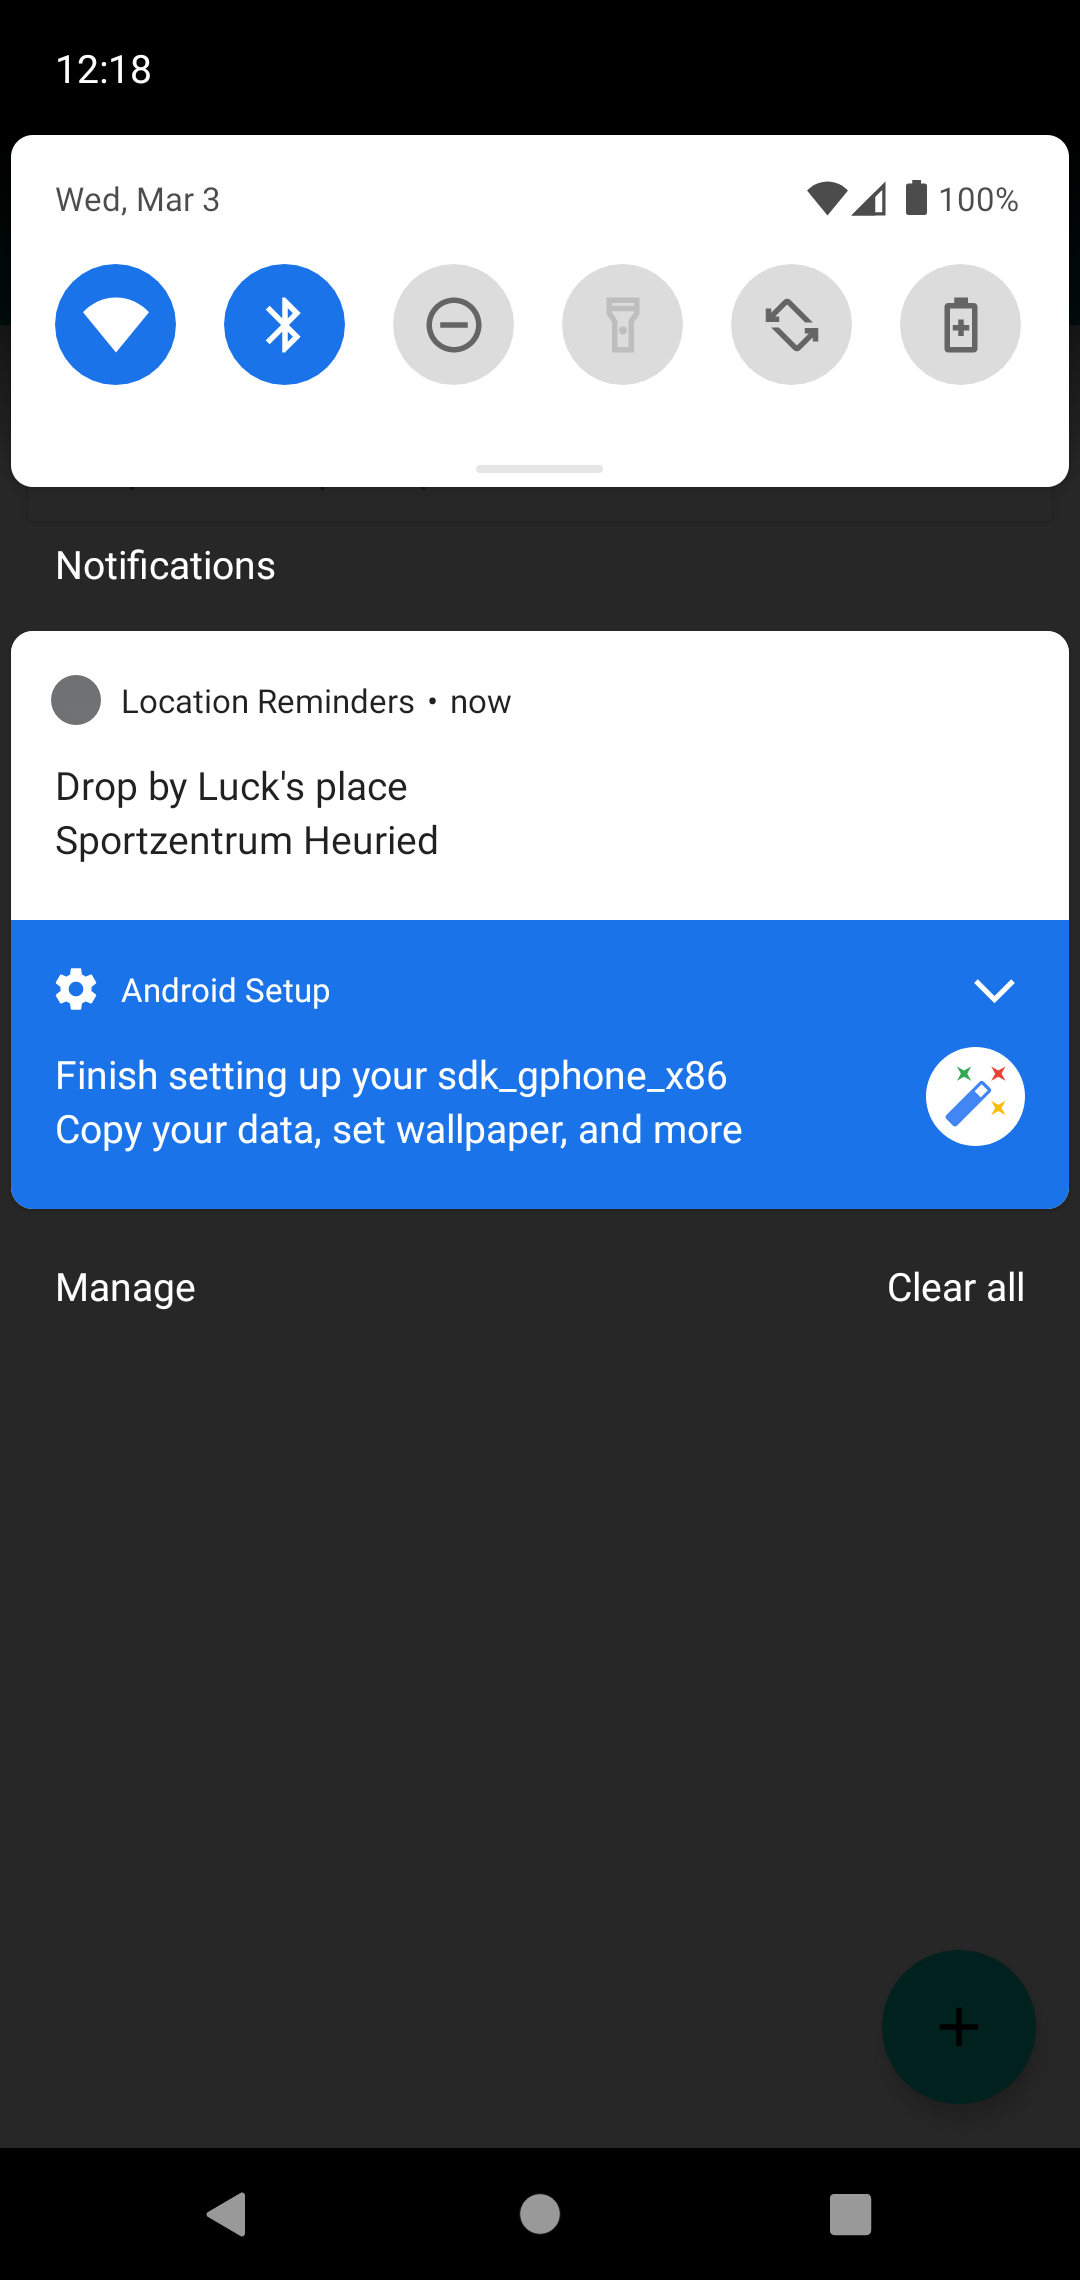 12:18
Wed, Mar 3
100%
Notifications
Location Reminders • now
Drop by Luck's place
Sportzentrum Heuried
Android Setup
Finish setting up your sdk_gphone_x86
Copy your data, set wallpaper, and more
Manage
Clear all